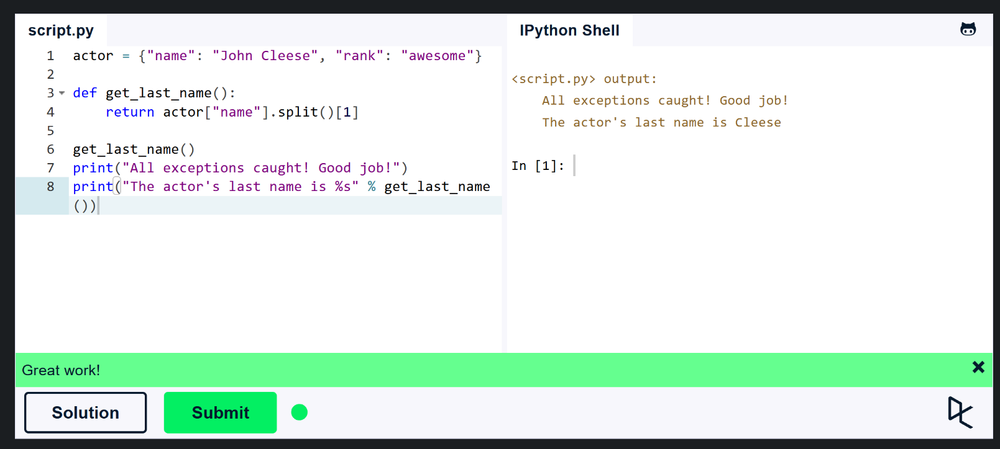 script.py
1 actor = {"name": "John Cleese", "rank": "awesome"}
2
3 def get_last_name():
4     return actor["name"].split()[1]
5
6 get_last_name()
7 print("All exceptions caught! Good job!")
8 print("The actor's last name is %s" % get_last_name
())
IPython Shell
<script.py> output:
    All exceptions caught! Good job!
    The actor's last name is Cleese
In [1]:
Great work!
Solution
Submit